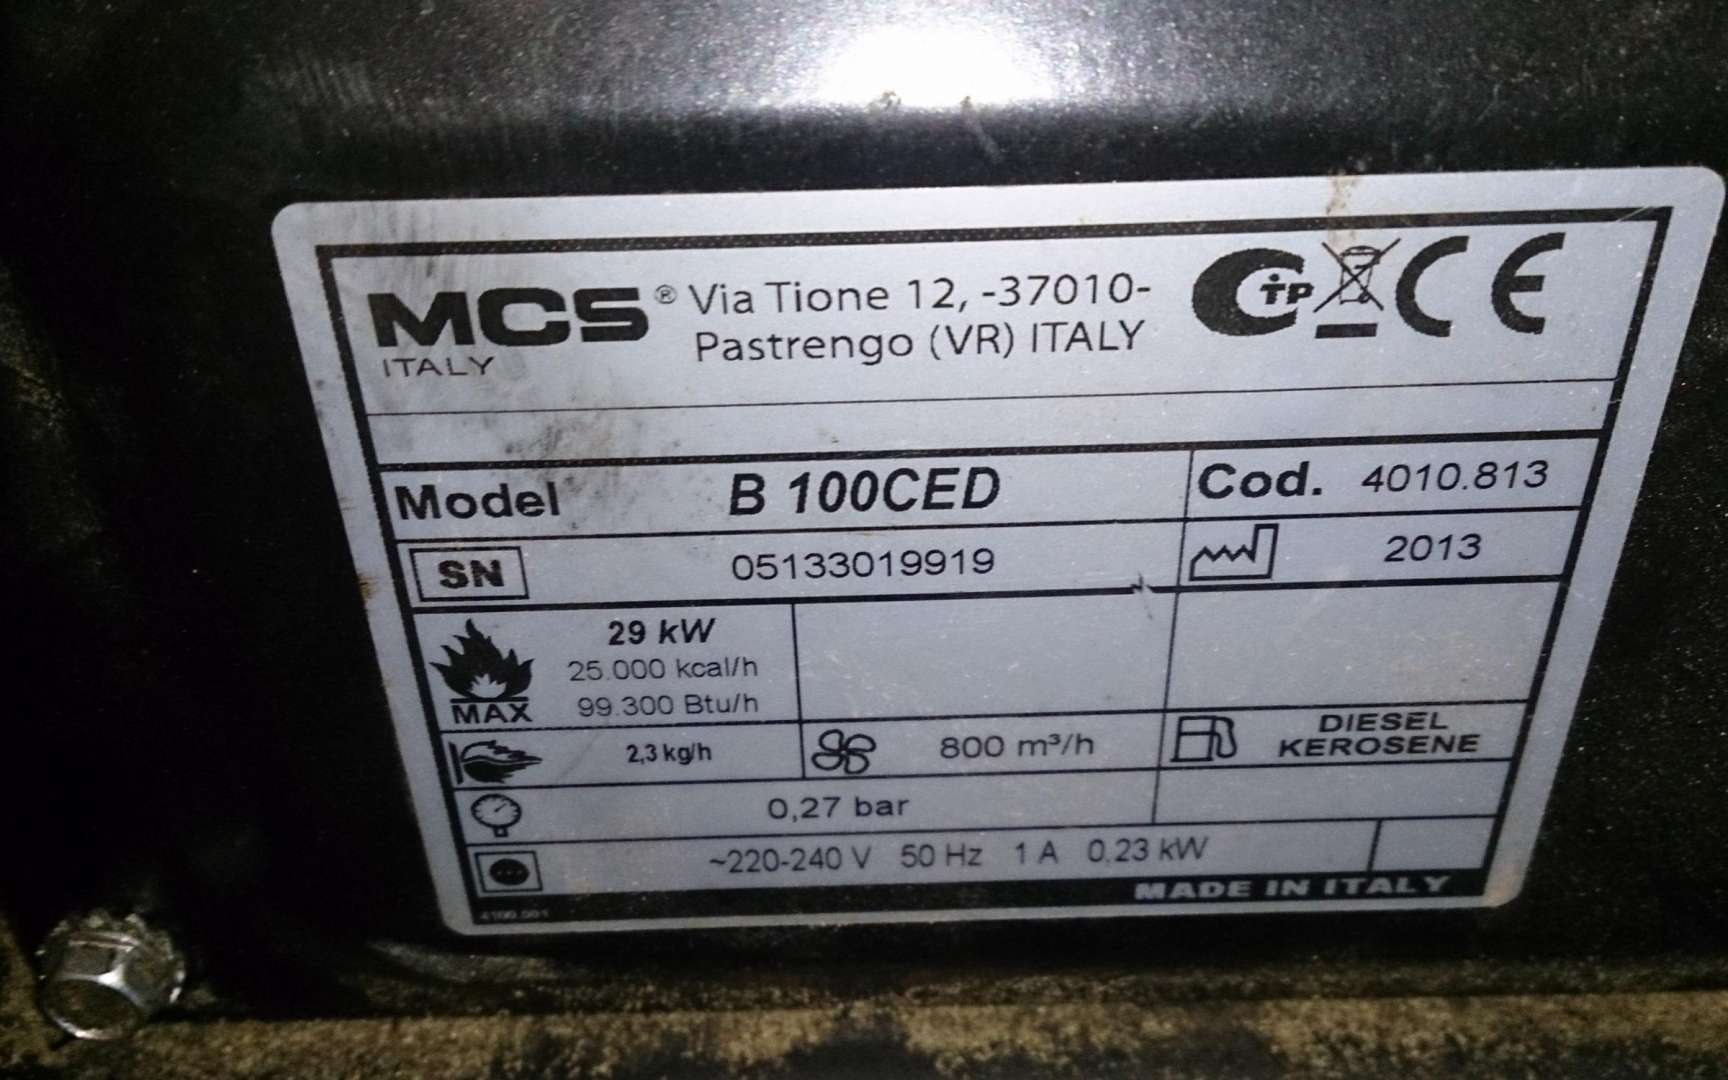 MCS® Via Tione 12, -37010-
ITALY Pastrengo (VR) ITALY
CE
Model B 100CED Cod. 4010.813
SN 05133019919 2013
29 kW
25.000 kcal/h
MAX 99.300 Btu/h
2,3 kg/h 800 m³/h DIESEL
KEROSENE
0,27 bar
~220-240 V 50 Hz 1 A 0.23 kW
MADE IN ITALY
4100.001